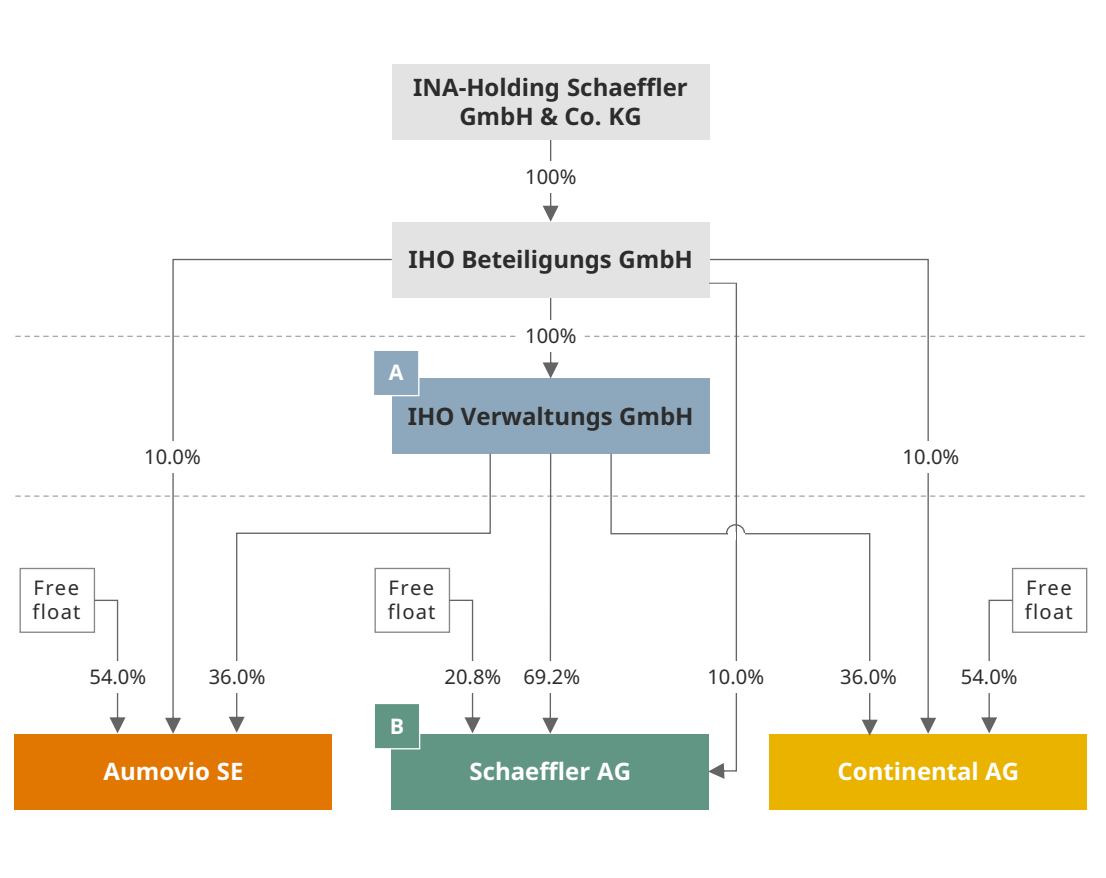 INA-Holding Schaeffler
GmbH & Co. KG
100%
IHO Beteiligungs GmbH
100%
A
IHO Verwaltungs GmbH
10.0%
10.0%
Free
float
Free
float
Free
float
54.0%
36.0%
20.8%
69.2%
10.0%
36.0%
54.0%
B
Aumovio SE
Schaeffler AG
Continental AG